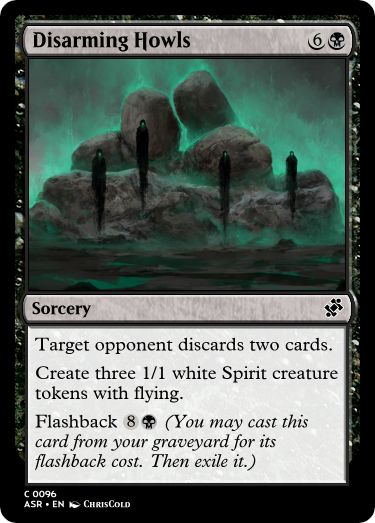 Disarming Howls 6
Sorcery
Target opponent discards two cards.
Create three 1/1 white Spirit creature
tokens with flying.
Flashback 8 (You may cast this
card from your graveyard for its
flashback cost. Then exile it.)
C 0096
ASR • EN ChrisCold